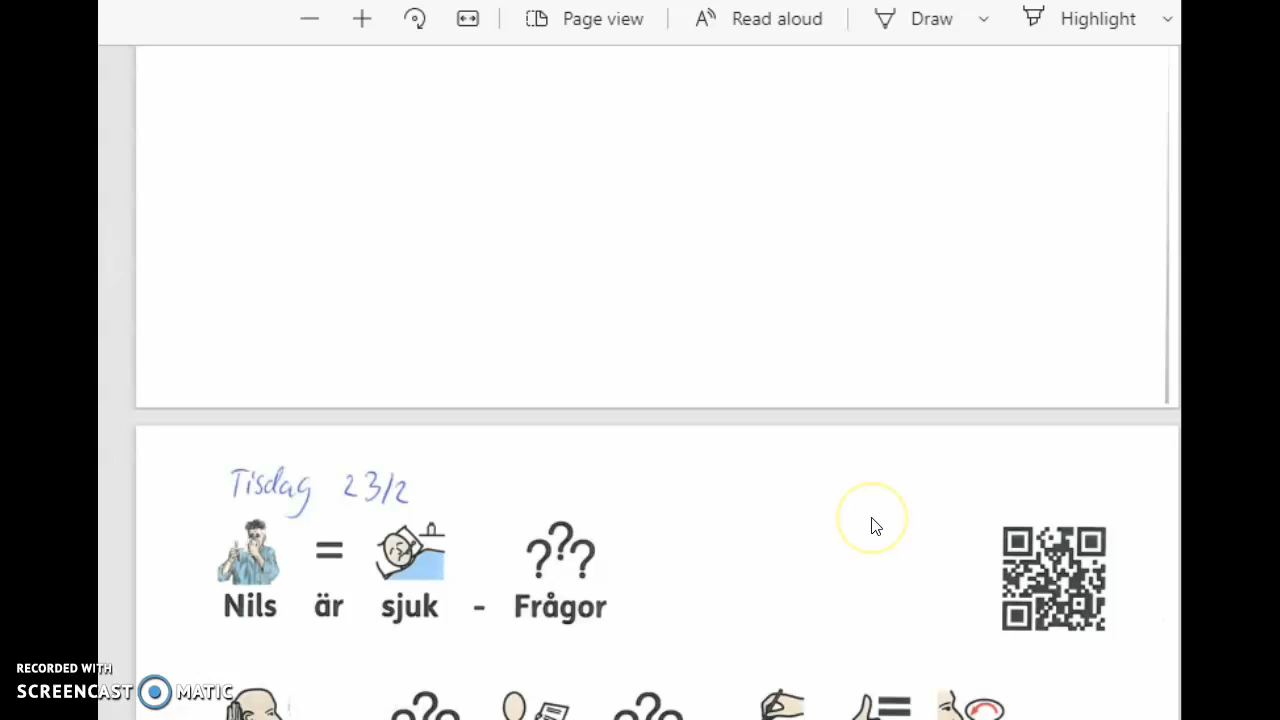 Page view Read aloud Draw Highlight
Tisdag 23/2
= ???
Nils är sjuk - Frågor
RECORDED WITH
SCREENCAST MATIC
??? ??? =